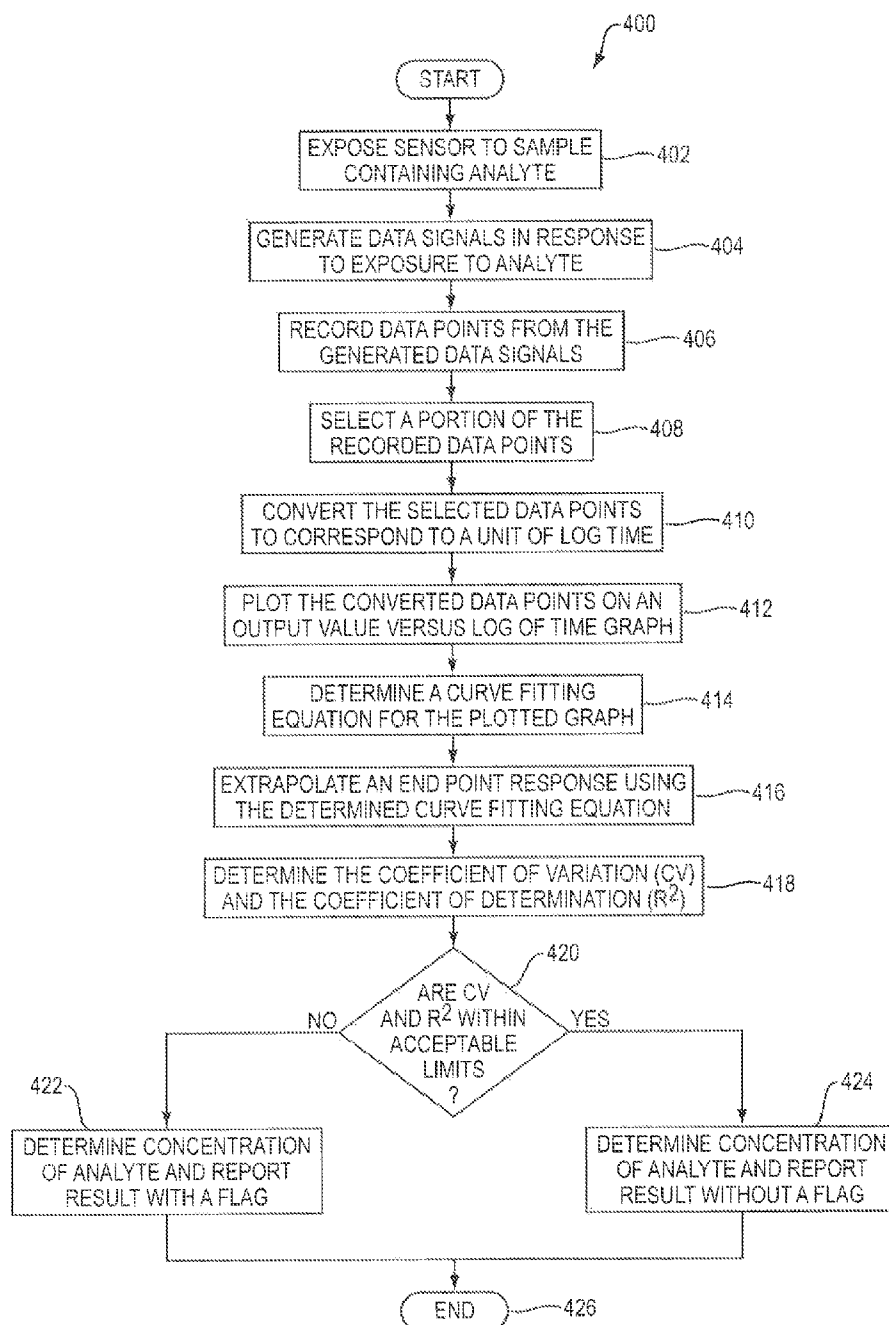 400
START
EXPOSE SENSOR TO SAMPLE
CONTAINING ANALYTE
402
GENERATE DATA SIGNALS IN RESPONSE
TO EXPOSURE TO ANALYTE
404
RECORD DATA POINTS FROM THE
GENERATED DATA SIGNALS
406
SELECT A PORTION OF THE
RECORDED DATA POINTS
408
CONVERT THE SELECTED DATA POINTS
TO CORRESPOND TO A UNIT OF LOG TIME
410
PLOT THE CONVERTED DATA POINTS ON AN
OUTPUT VALUE VERSUS LOG OF TIME GRAPH
412
DETERMINE A CURVE FITTING
EQUATION FOR THE PLOTTED GRAPH
414
EXTRAPOLATE AN END POINT RESPONSE USING
THE DETERMINED CURVE FITTING EQUATION
416
DETERMINE THE COEFFICIENT OF VARIATION (CV)
AND THE COEFFICIENT OF DETERMINATION (R²)
418
420
ARE CV
AND R² WITHIN
ACCEPTABLE
LIMITS
?
NO
YES
422
DETERMINE CONCENTRATION
OF ANALYTE AND REPORT
RESULT WITH A FLAG
424
DETERMINE CONCENTRATION
OF ANALYTE AND REPORT
RESULT WITHOUT A FLAG
END
426